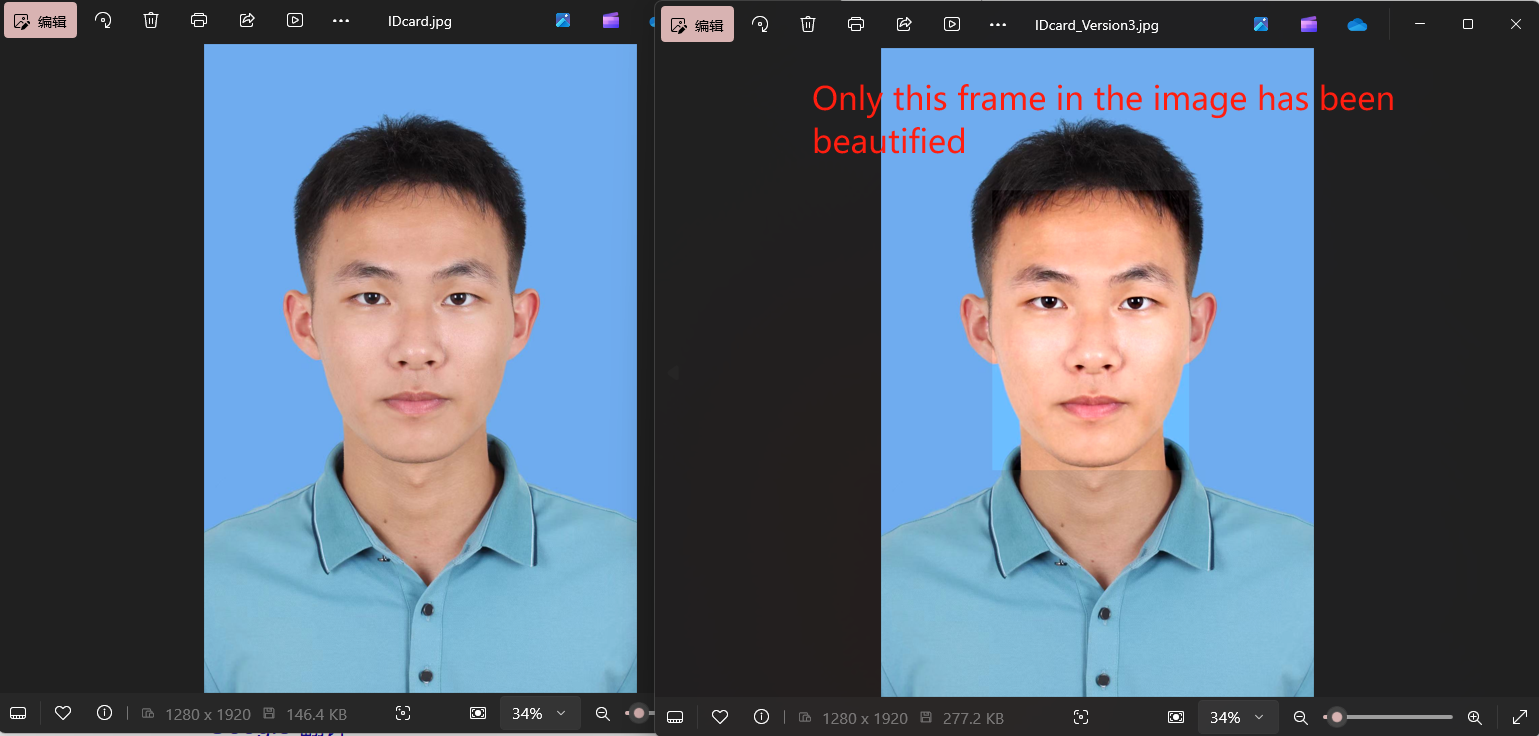 编辑
IDcard.jpg
编辑
IDcard_Version3.jpg
Only this frame in the image has been
beautified
1280 x 1920
146.4 KB
34%
1280 x 1920
277.2 KB
34%